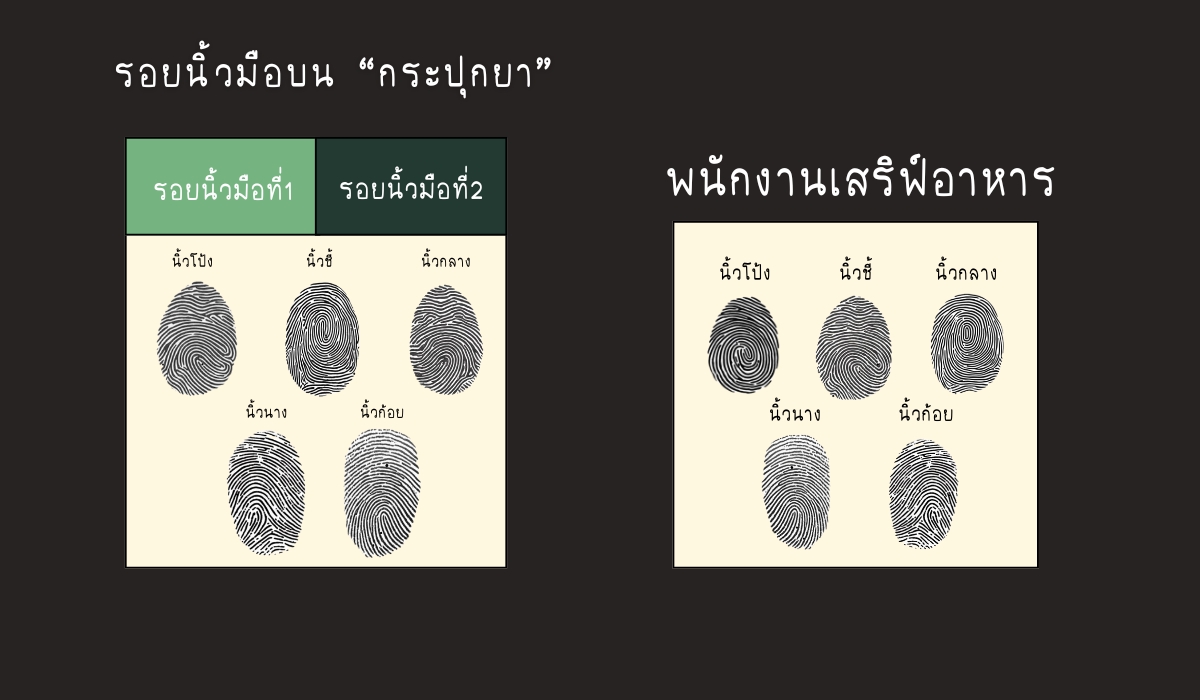 รอยนิ้วมือบน “กระปุกยา”
รอยนิ้วมือที่1 รอยนิ้วมือที่2
นิ้วโป้ง นิ้วชี้ นิ้วกลาง
นิ้วนาง นิ้วก้อย
พนักงานเสริฟ์อาหาร
นิ้วโป้ง นิ้วชี้ นิ้วกลาง
นิ้วนาง นิ้วก้อย